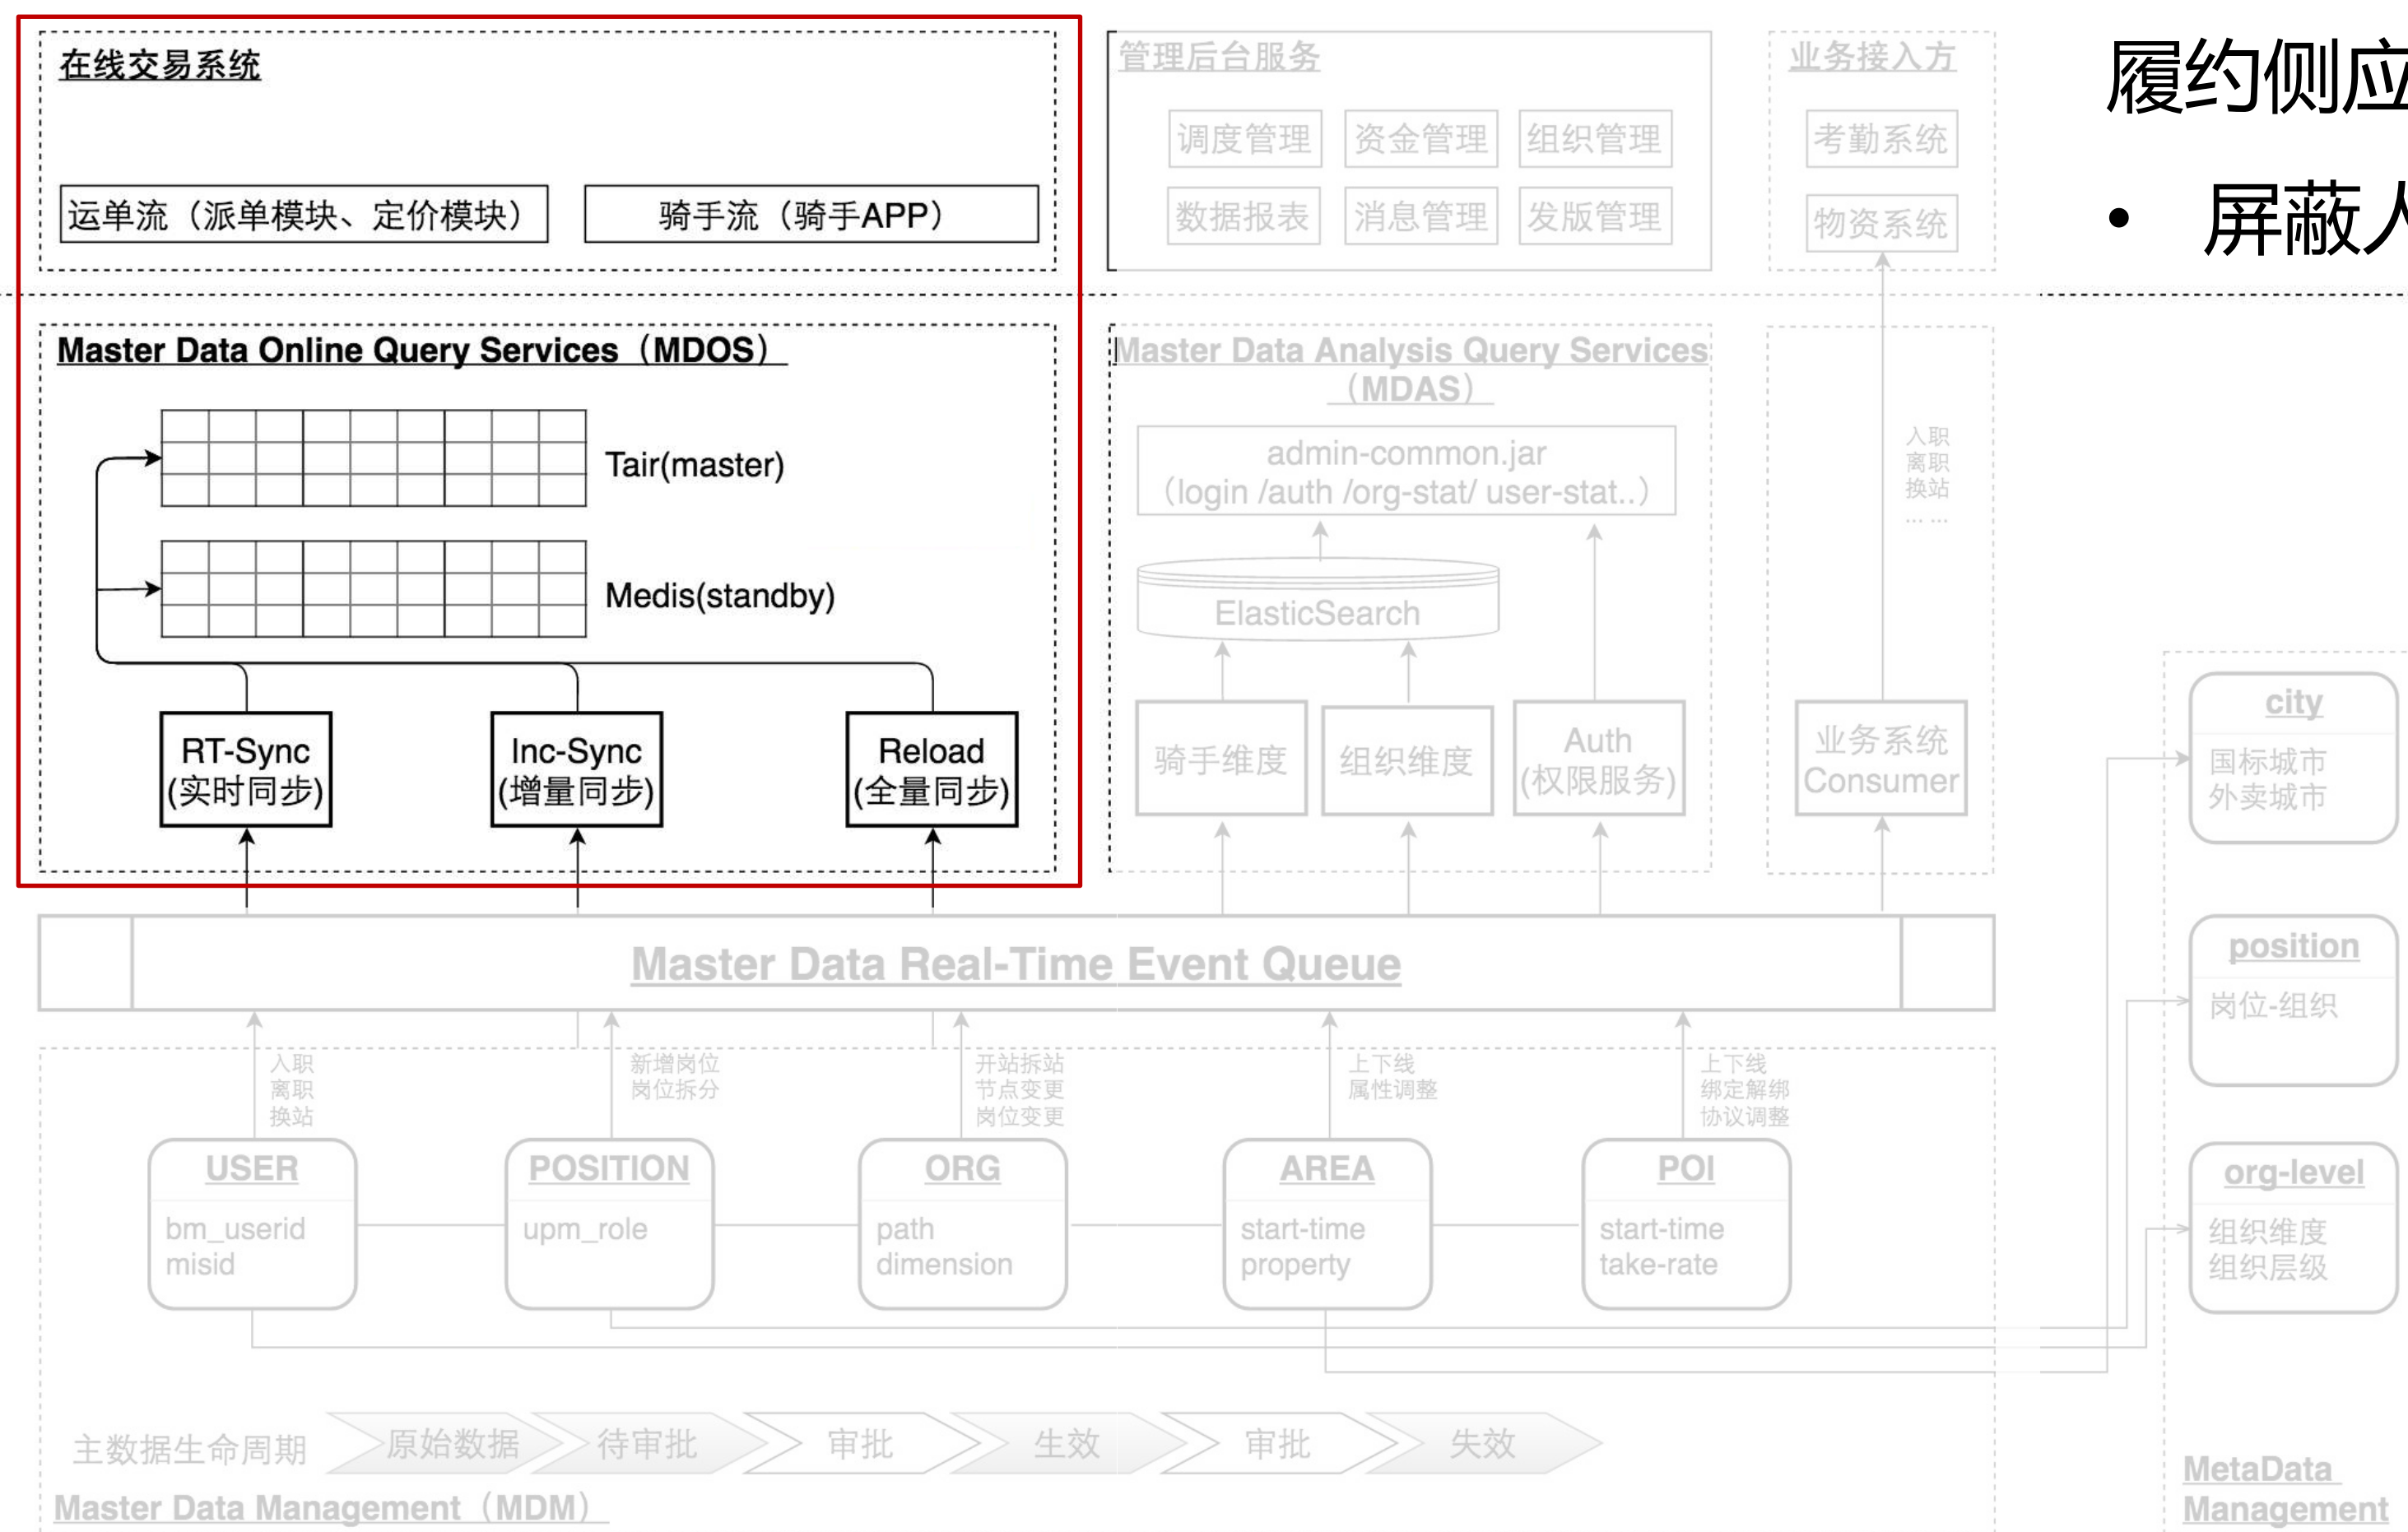 在线交易系统
运单流（派单模块、定价模块）
骑手流（骑手APP）
管理后台服务
调度管理
资金管理
组织管理
数据报表
消息管理
发版管理
业务接入方
考勤系统
物资系统
履约侧应
• 屏蔽人
Master Data Online Query Services（MDOS）
Tair(master)
Medis(standby)
RT-Sync
(实时同步)
Inc-Sync
(增量同步)
Reload
(全量同步)
Master Data Analysis Query Services
（MDAS）
admin-common.jar
（login /auth /org-stat/ user-stat..）
ElasticSearch
骑手维度
组织维度
Auth
(权限服务)
入职
离职
换站
... ...
业务系统
Consumer
Master Data Real-Time Event Queue
入职
离职
换站
新增岗位
岗位拆分
开站拆站
节点变更
岗位变更
上下线
属性调整
上下线
绑定解绑
协议调整
USER
bm_userid
misid
POSITION
upm_role
ORG
path
dimension
AREA
start-time
property
POI
start-time
take-rate
主数据生命周期
原始数据
待审批
审批
生效
审批
失效
Master Data Management（MDM）
city
国标城市
外卖城市
position
岗位-组织
org-level
组织维度
组织层级
MetaData
Management